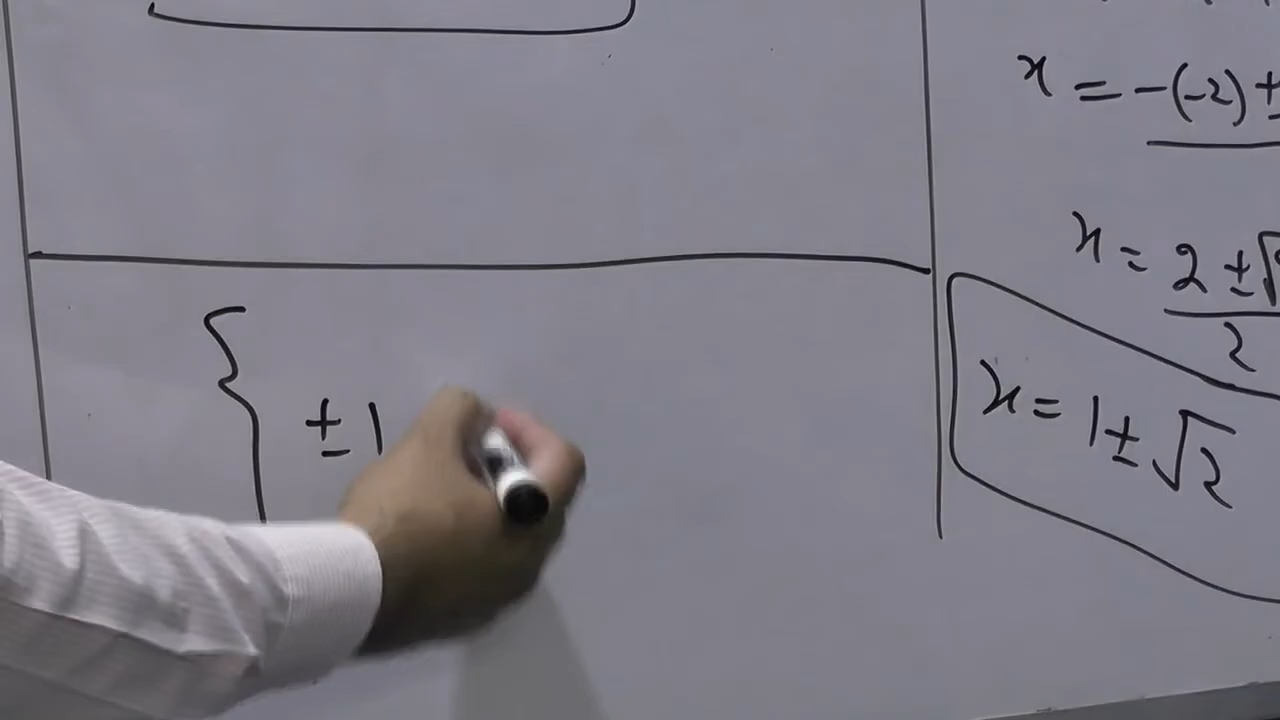 x = -(-2) ±
x = 2 ± √
2
x = 1 ± √2
{ ± 1